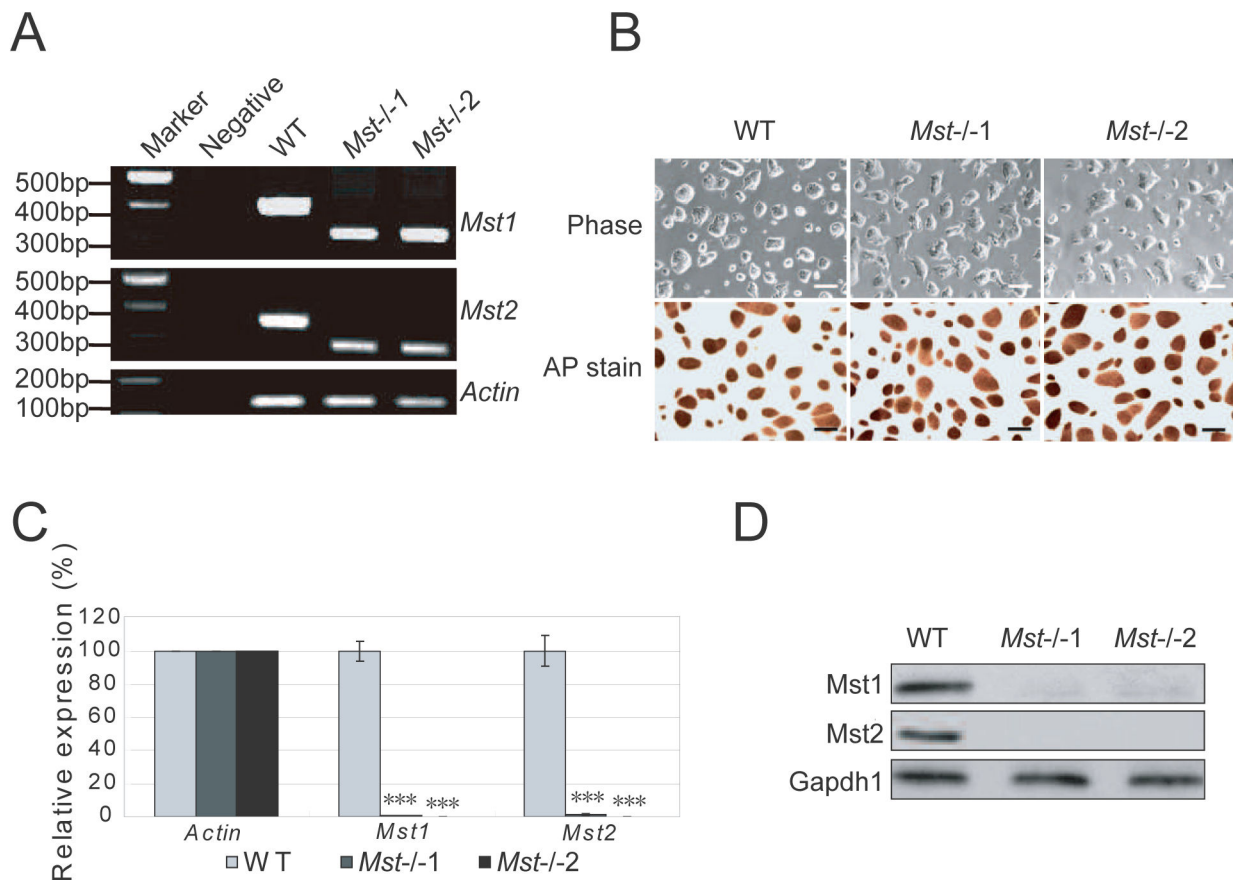 A
Marker
Negative
WT
Mst-/-1
Mst-/-2
500bp
400bp
300bp
Mst1
500bp
400bp
300bp
Mst2
200bp
100bp
Actin
B
WT Mst-/-1 Mst-/-2
Phase
AP stain
C
Relative expression (%)
120
100
80
60
40
20
0
*** *** *** ***
Actin Mst1 Mst2
WT Mst-/-1 Mst-/-2
D
WT Mst-/-1 Mst-/-2
Mst1
Mst2
Gapdh1